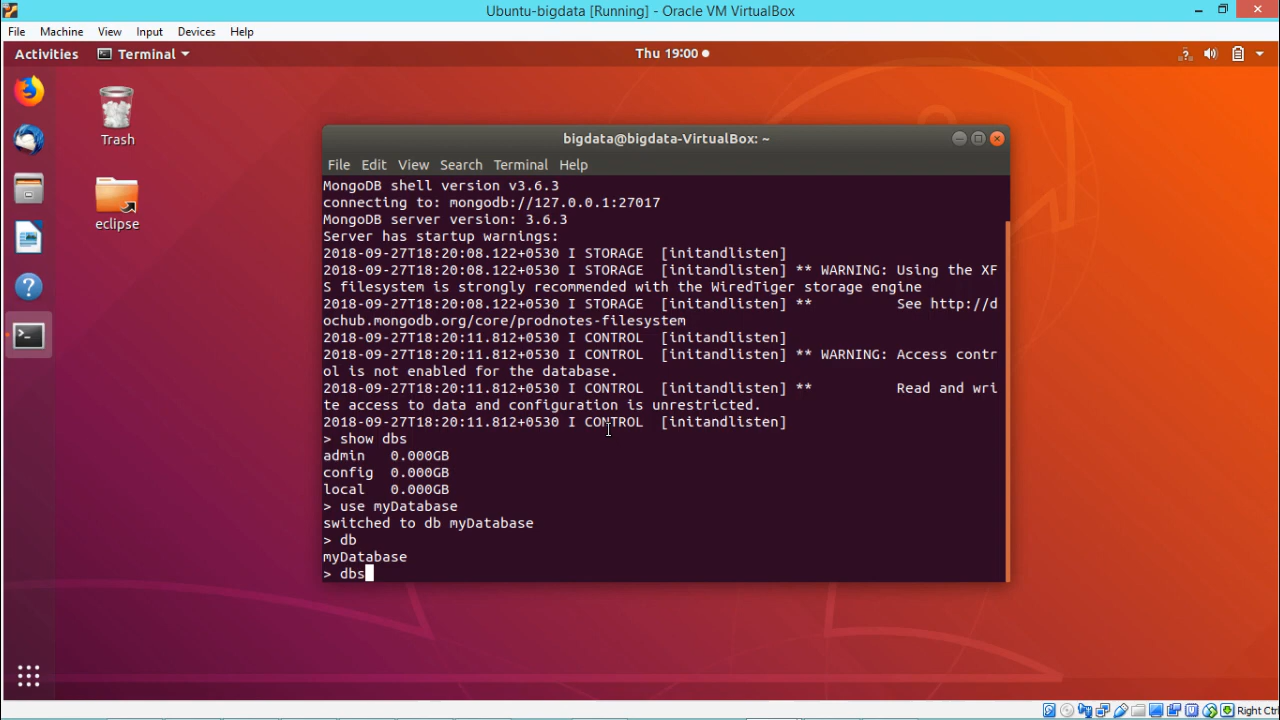 Ubuntu-bigdata [Running] - Oracle VM VirtualBox
File Machine View Input Devices Help
Activities Terminal Thu 19:00
Trash
eclipse
bigdata@bigdata-VirtualBox: ~
File Edit View Search Terminal Help
MongoDB shell version v3.6.3
connecting to: mongodb://127.0.0.1:27017
MongoDB server version: 3.6.3
Server has startup warnings:
2018-09-27T18:20:08.122+0530 I STORAGE  [initandlisten]
2018-09-27T18:20:08.122+0530 I STORAGE  [initandlisten] ** WARNING: Using the XF
S filesystem is strongly recommended with the WiredTiger storage engine
2018-09-27T18:20:08.122+0530 I STORAGE  [initandlisten] **          See http://d
ochub.mongodb.org/core/prodnotes-filesystem
2018-09-27T18:20:11.812+0530 I CONTROL  [initandlisten]
2018-09-27T18:20:11.812+0530 I CONTROL  [initandlisten] ** WARNING: Access contr
ol is not enabled for the database.
2018-09-27T18:20:11.812+0530 I CONTROL  [initandlisten] **          Read and wri
te access to data and configuration is unrestricted.
2018-09-27T18:20:11.812+0530 I CONTROL  [initandlisten]
> show dbs
admin   0.000GB
config  0.000GB
local   0.000GB
> use myDatabase
switched to db myDatabase
> db
myDatabase
> dbs
Right Ctrl